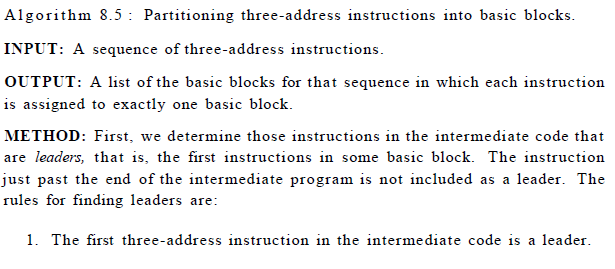 Algorithm 8.5 : Partitioning three-address instructions into basic blocks.
INPUT: A sequence of three-address instructions.
OUTPUT: A list of the basic blocks for that sequence in which each instruction
is assigned to exactly one basic block.
METHOD: First, we determine those instructions in the intermediate code that
are leaders, that is, the first instructions in some basic block. The instruction
just past the end of the intermediate program is not included as a leader. The
rules for finding leaders are:
1. The first three-address instruction in the intermediate code is a leader.